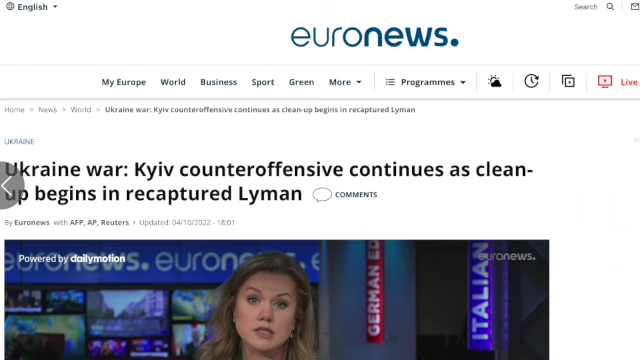 English
Search
euronews.
My Europe World Business Sport Green More Programmes Live
Home > News > World > Ukraine war: Kyiv counteroffensive continues as clean-up begins in recaptured Lyman
UKRAINE
Ukraine war: Kyiv counteroffensive continues as clean-
up begins in recaptured Lyman COMMENTS
By Euronews with AFP, AP, Reuters • Updated: 04/10/2022 - 18:01
Powered by dailymotion
euronews.
euronews.
euronews.
GERMAN ED
ITALIAN